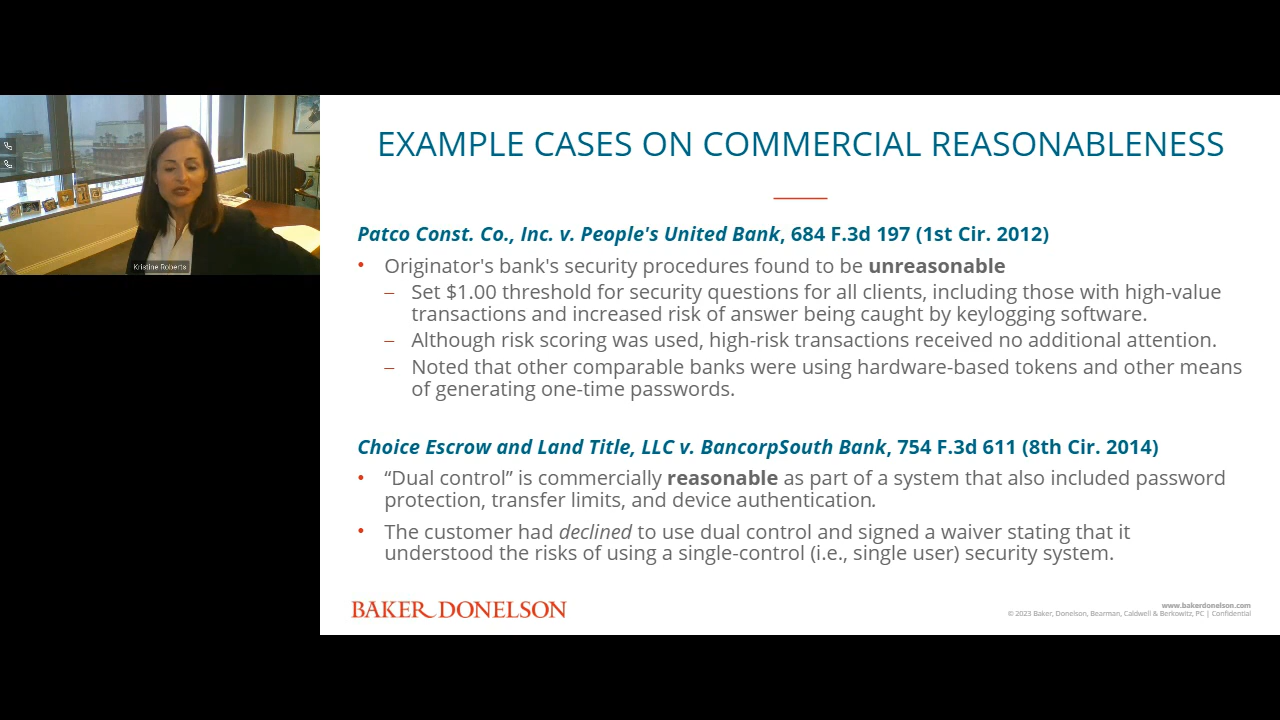 EXAMPLE CASES ON COMMERCIAL REASONABLENESS
Kristine Roberts
Patco Const. Co., Inc. v. People's United Bank, 684 F.3d 197 (1st Cir. 2012)
• Originator's bank's security procedures found to be unreasonable
– Set $1.00 threshold for security questions for all clients, including those with high-value
transactions and increased risk of answer being caught by keylogging software.
– Although risk scoring was used, high-risk transactions received no additional attention.
– Noted that other comparable banks were using hardware-based tokens and other means
of generating one-time passwords.
Choice Escrow and Land Title, LLC v. BancorpSouth Bank, 754 F.3d 611 (8th Cir. 2014)
• “Dual control” is commercially reasonable as part of a system that also included password
protection, transfer limits, and device authentication.
• The customer had declined to use dual control and signed a waiver stating that it
understood the risks of using a single-control (i.e., single user) security system.
BAKER DONELSON
www.bakerdonelson.com
© 2023 Baker, Donelson, Bearman, Caldwell & Berkowitz, PC | Confidential